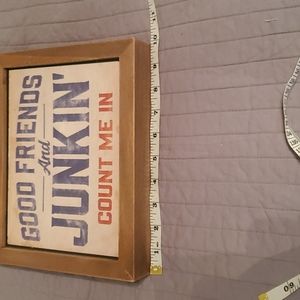 GOOD FRIENDS
And
JUNKIN'
COUNT ME IN